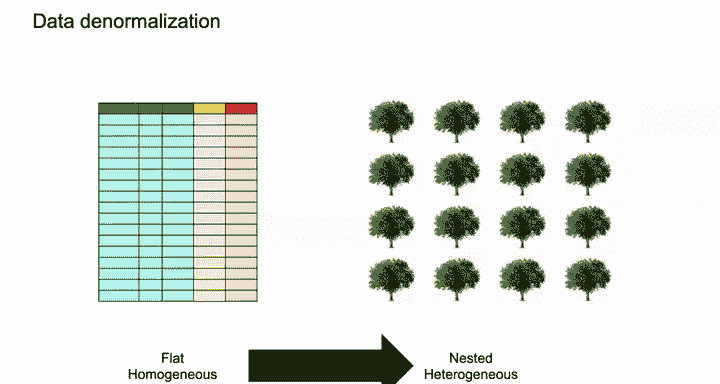 Data denormalization
Flat
Homogeneous
Nested
Heterogeneous